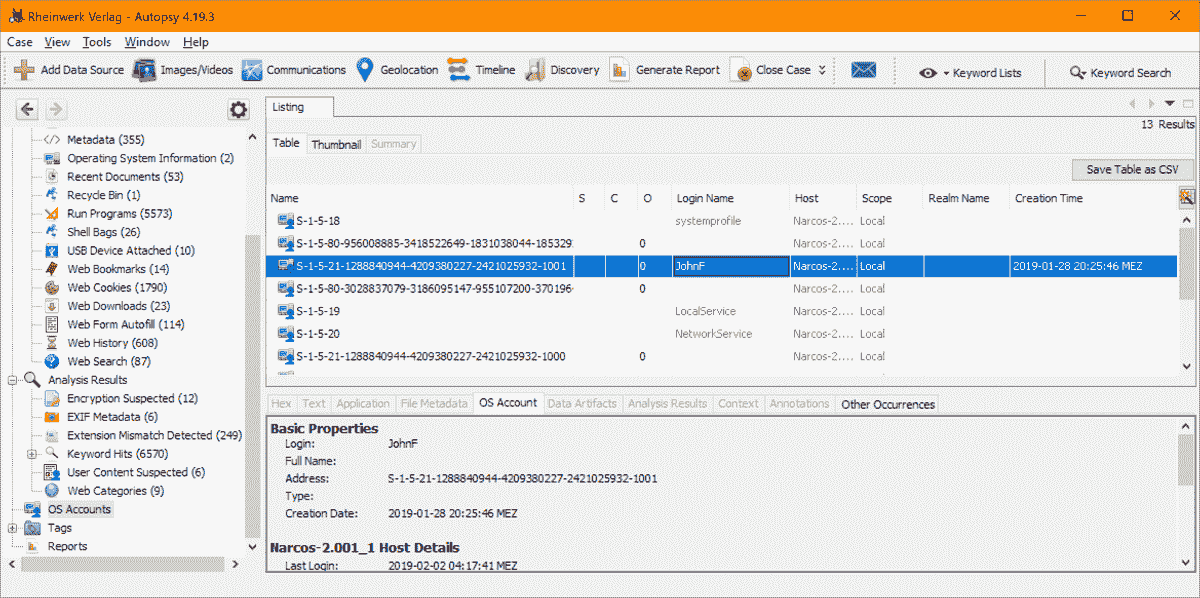 Rheinwerk Verlag - Autopsy 4.19.3
Case View Tools Window Help
Add Data Source Images/Videos Communications Geolocation Timeline Discovery Generate Report Close Case Keyword Lists Keyword Search
Listing
13 Results
Table Thumbnail Summary
Save Table as CSV
Metadata (355)
Operating System Information (2)
Recent Documents (53)
Recycle Bin (1)
Run Programs (5573)
Shell Bags (26)
USB Device Attached (10)
Web Bookmarks (14)
Web Cookies (1790)
Web Downloads (23)
Web Form Autofill (114)
Web History (608)
Web Search (87)
Analysis Results
Encryption Suspected (12)
EXIF Metadata (6)
Extension Mismatch Detected (249)
Keyword Hits (6570)
User Content Suspected (6)
Web Categories (9)
OS Accounts
Tags
Reports
Name S C O Login Name Host Scope Realm Name Creation Time
S-1-5-18 systemprofile Narcos-2.... Local
S-1-5-80-956008885-3418522649-1831038044-185329 0 Narcos-2.... Local
S-1-5-21-1288840944-4209380227-2421025932-1001 0 JohnF Narcos-2.... Local 2019-01-28 20:25:46 MEZ
S-1-5-80-3028837079-3186095147-955107200-370196 0 Narcos-2.... Local
S-1-5-19 LocalService Narcos-2.... Local
S-1-5-20 NetworkService Narcos-2.... Local
S-1-5-21-1288840944-4209380227-2421025932-1000 0 Narcos-2.... Local
Hex Text Application File Metadata OS Account Data Artifacts Analysis Results Context Annotations Other Occurrences
Basic Properties
Login: JohnF
Full Name:
Address: S-1-5-21-1288840944-4209380227-2421025932-1001
Type:
Creation Date: 2019-01-28 20:25:46 MEZ
Narcos-2.001_1 Host Details
Last Login: 2019-02-02 04:17:41 MEZ